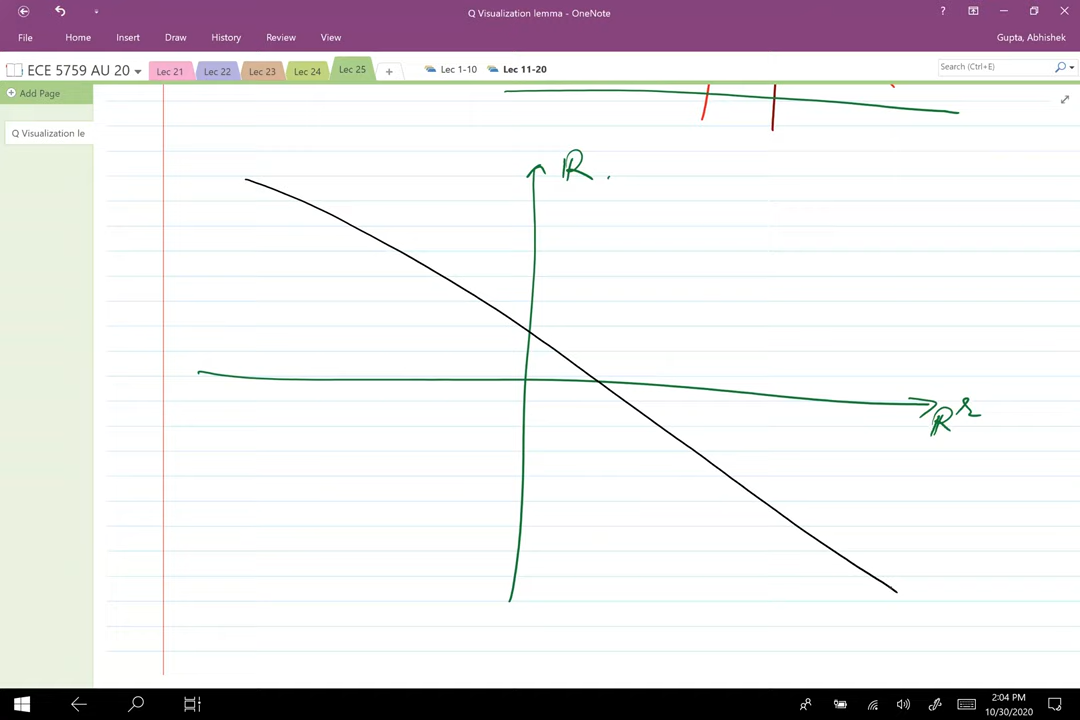 Q Visualization lemma - OneNote
?
Gupta, Abhishek
File Home Insert Draw History Review View
ECE 5759 AU 20 Lec 21 Lec 22 Lec 23 Lec 24 Lec 25 + Lec 1-10 Lec 11-20
Search (Ctrl+E)
Add Page
Q Visualization le
ℝ.
ℝʳ
2:04 PM
10/30/2020